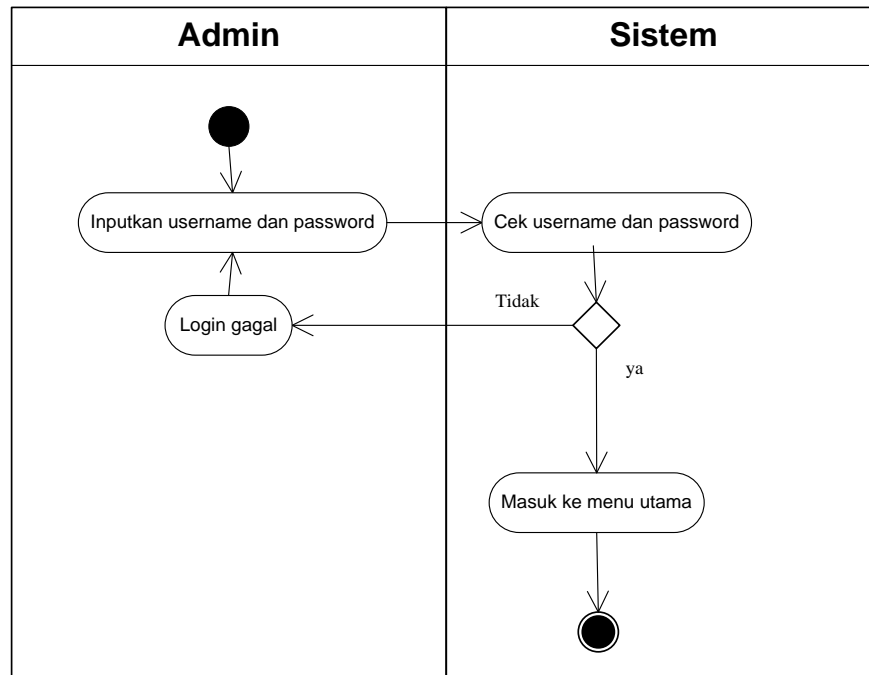 Admin
Sistem
Inputkan username dan password
Cek username dan password
Tidak
Login gagal
ya
Masuk ke menu utama